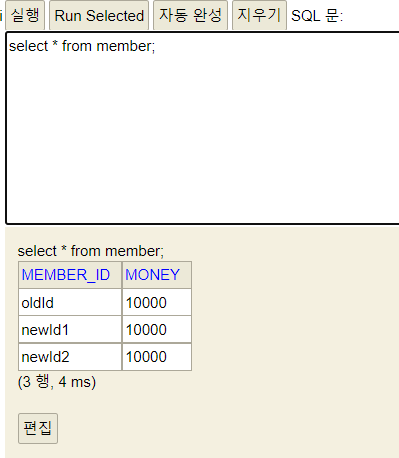 실행 Run Selected 자동 완성 지우기 SQL 문:
select * from member;
select * from member;
MEMBER_ID MONEY
oldId 10000
newId1 10000
newId2 10000
(3 행, 4 ms)
편집